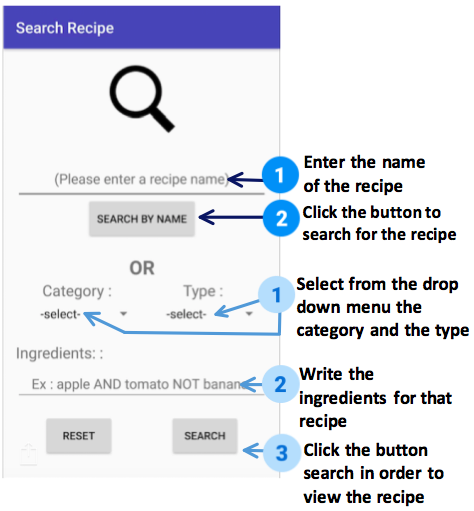 Search Recipe
(Please enter a recipe name)
1
Enter the name
of the recipe
SEARCH BY NAME
2
Click the button to
search for the recipe
OR
Category :
Type :
-select-
-select-
1
Select from the drop
down menu the
category and the type
Ingredients: :
Ex : apple AND tomato NOT banana
2
Write the
ingredients for that
recipe
RESET
SEARCH
3
Click the button
search in order to
view the recipe